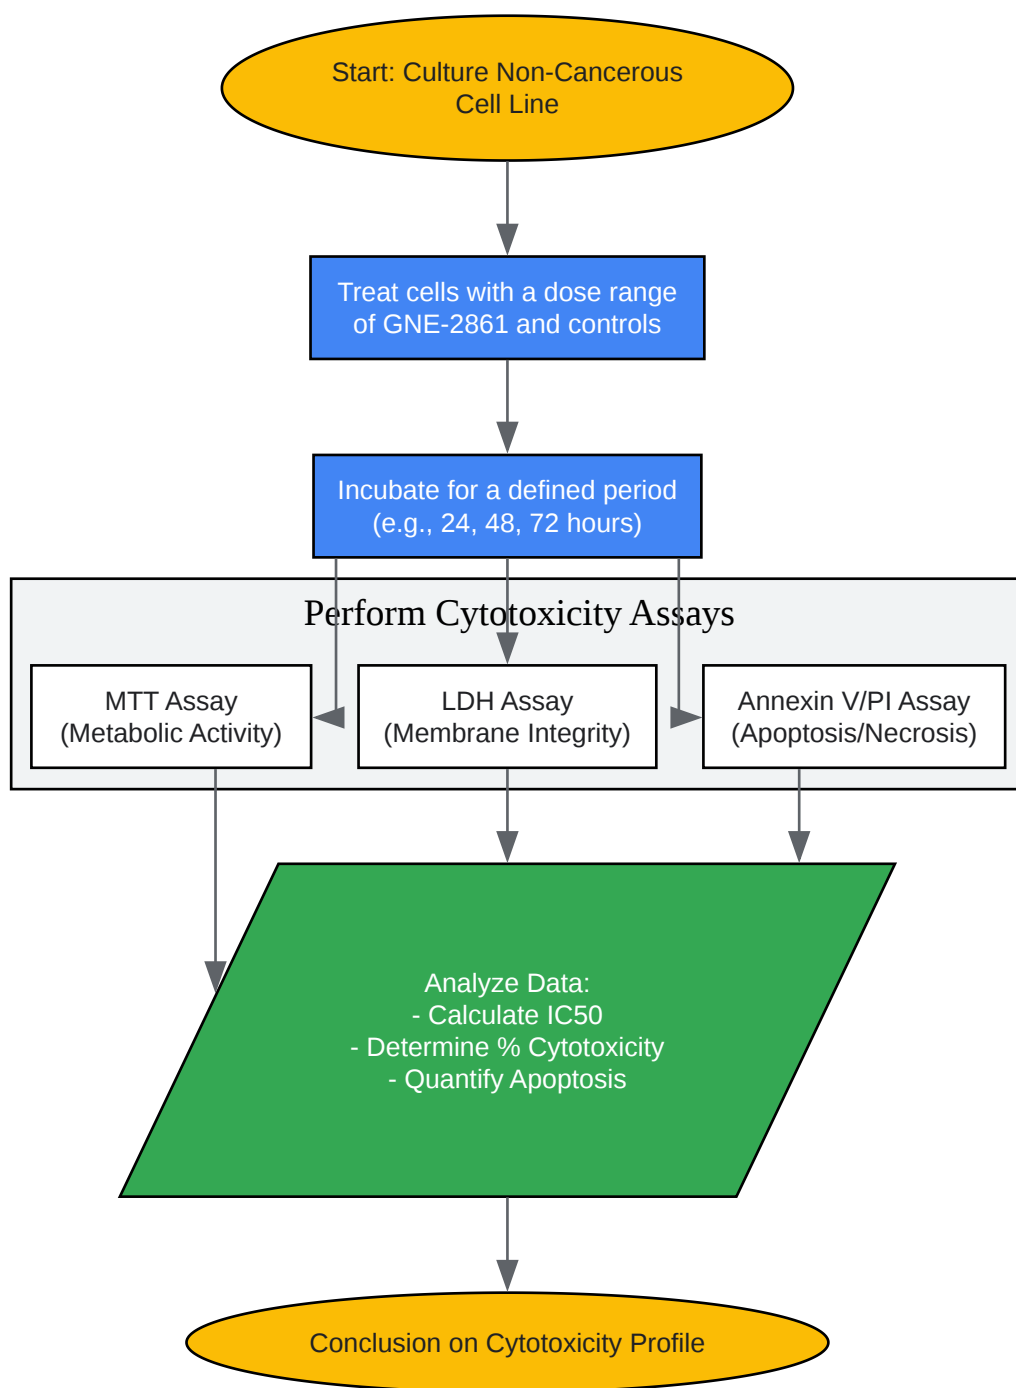 Start: Culture Non-Cancerous
Cell Line
Treat cells with a dose range
of GNE-2861 and controls
Incubate for a defined period
(e.g., 24, 48, 72 hours)
Perform Cytotoxicity Assays
MTT Assay
(Metabolic Activity)
LDH Assay
(Membrane Integrity)
Annexin V/PI Assay
(Apoptosis/Necrosis)
Analyze Data:
- Calculate IC50
- Determine % Cytotoxicity
- Quantify Apoptosis
Conclusion on Cytotoxicity Profile